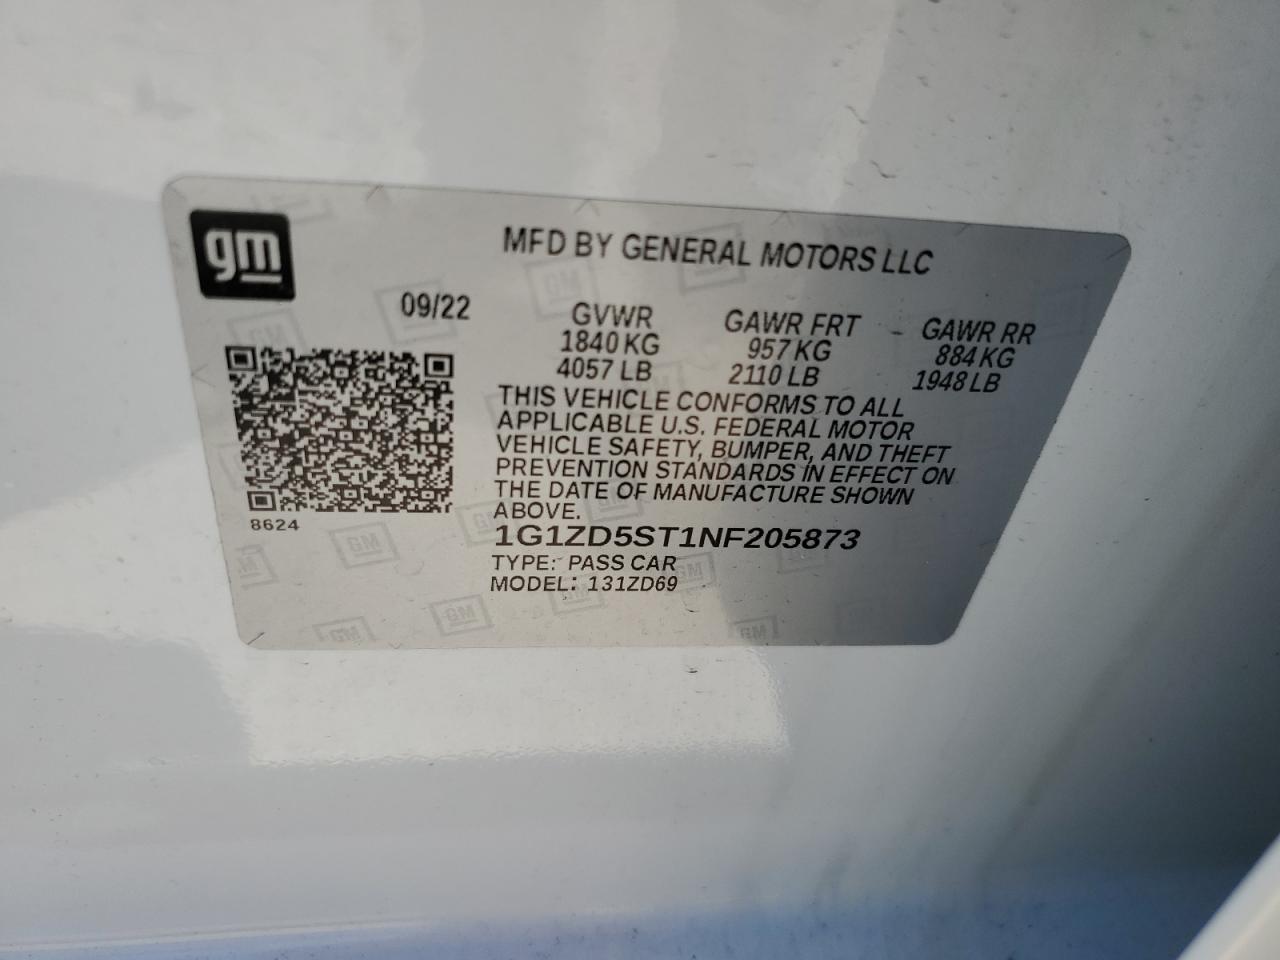 gm
MFD BY GENERAL MOTORS LLC
09/22
GVWR GAWR FRT GAWR RR
1840 KG 957 KG 884 KG
4057 LB 2110 LB 1948 LB
THIS VEHICLE CONFORMS TO ALL
APPLICABLE U.S. FEDERAL MOTOR
VEHICLE SAFETY, BUMPER, AND THEFT
PREVENTION STANDARDS IN EFFECT ON
THE DATE OF MANUFACTURE SHOWN
ABOVE.
8624
1G1ZD5ST1NF205873
TYPE: PASS CAR
MODEL: 131ZD69